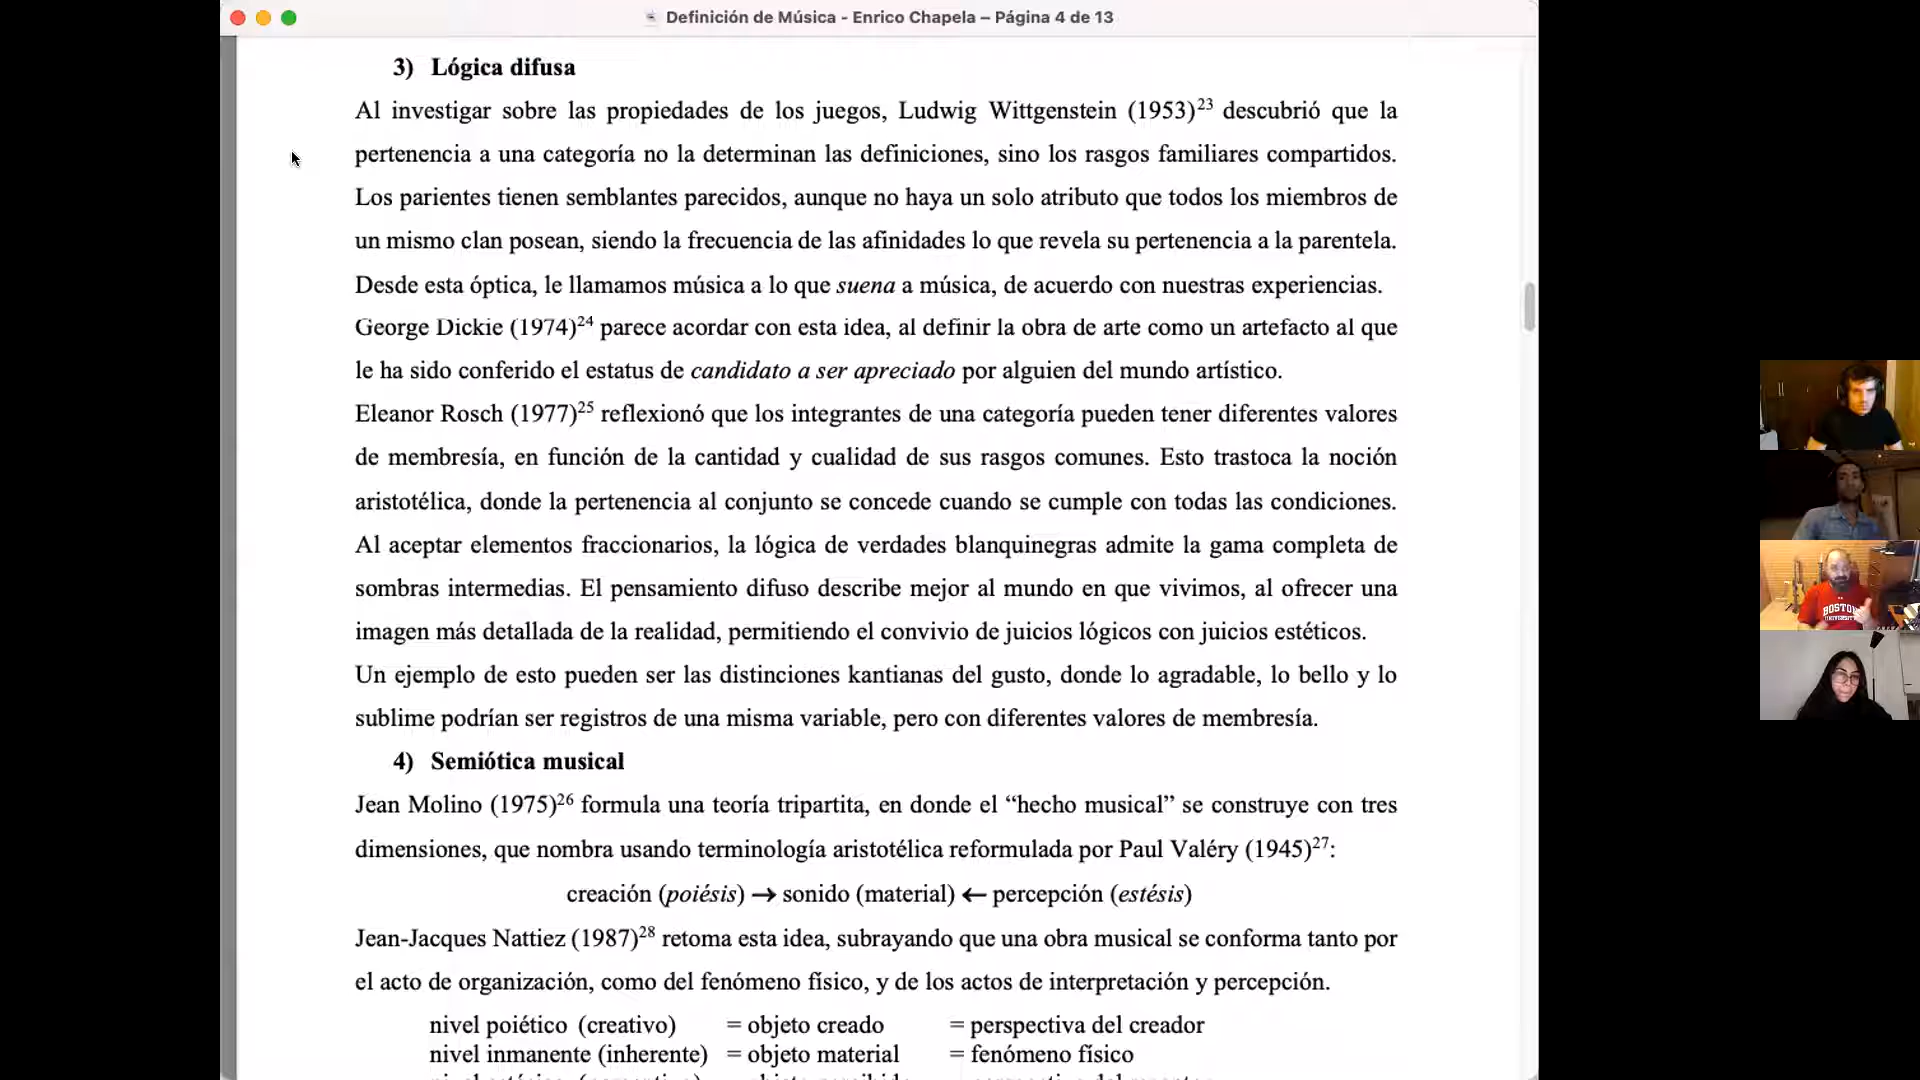 Definición de Música - Enrico Chapela – Página 4 de 13
3) Lógica difusa
Al investigar sobre las propiedades de los juegos, Ludwig Wittgenstein (1953)23 descubrió que la
pertenencia a una categoría no la determinan las definiciones, sino los rasgos familiares compartidos.
Los parientes tienen semblantes parecidos, aunque no haya un solo atributo que todos los miembros de
un mismo clan posean, siendo la frecuencia de las afinidades lo que revela su pertenencia a la parentela.
Desde esta óptica, le llamamos música a lo que suena a música, de acuerdo con nuestras experiencias.
George Dickie (1974)24 parece acordar con esta idea, al definir la obra de arte como un artefacto al que
le ha sido conferido el estatus de candidato a ser apreciado por alguien del mundo artístico.
Eleanor Rosch (1977)25 reflexionó que los integrantes de una categoría pueden tener diferentes valores
de membresía, en función de la cantidad y cualidad de sus rasgos comunes. Esto trastoca la noción
aristotélica, donde la pertenencia al conjunto se concede cuando se cumple con todas las condiciones.
Al aceptar elementos fraccionarios, la lógica de verdades blanquinegras admite la gama completa de
sombras intermedias. El pensamiento difuso describe mejor al mundo en que vivimos, al ofrecer una
imagen más detallada de la realidad, permitiendo el convivio de juicios lógicos con juicios estéticos.
Un ejemplo de esto pueden ser las distinciones kantianas del gusto, donde lo agradable, lo bello y lo
sublime podrían ser registros de una misma variable, pero con diferentes valores de membresía.
4) Semiótica musical
Jean Molino (1975)26 formula una teoría tripartita, en donde el “hecho musical” se construye con tres
dimensiones, que nombra usando terminología aristotélica reformulada por Paul Valéry (1945)27:
creación (poiésis) → sonido (material) ← percepción (estésis)
Jean-Jacques Nattiez (1987)28 retoma esta idea, subrayando que una obra musical se conforma tanto por
el acto de organización, como del fenómeno físico, y de los actos de interpretación y percepción.
nivel poiético (creativo) = objeto creado = perspectiva del creador
nivel inmanente (inherente) = objeto material = fenómeno físico
BOSTON
UNIVERSITY